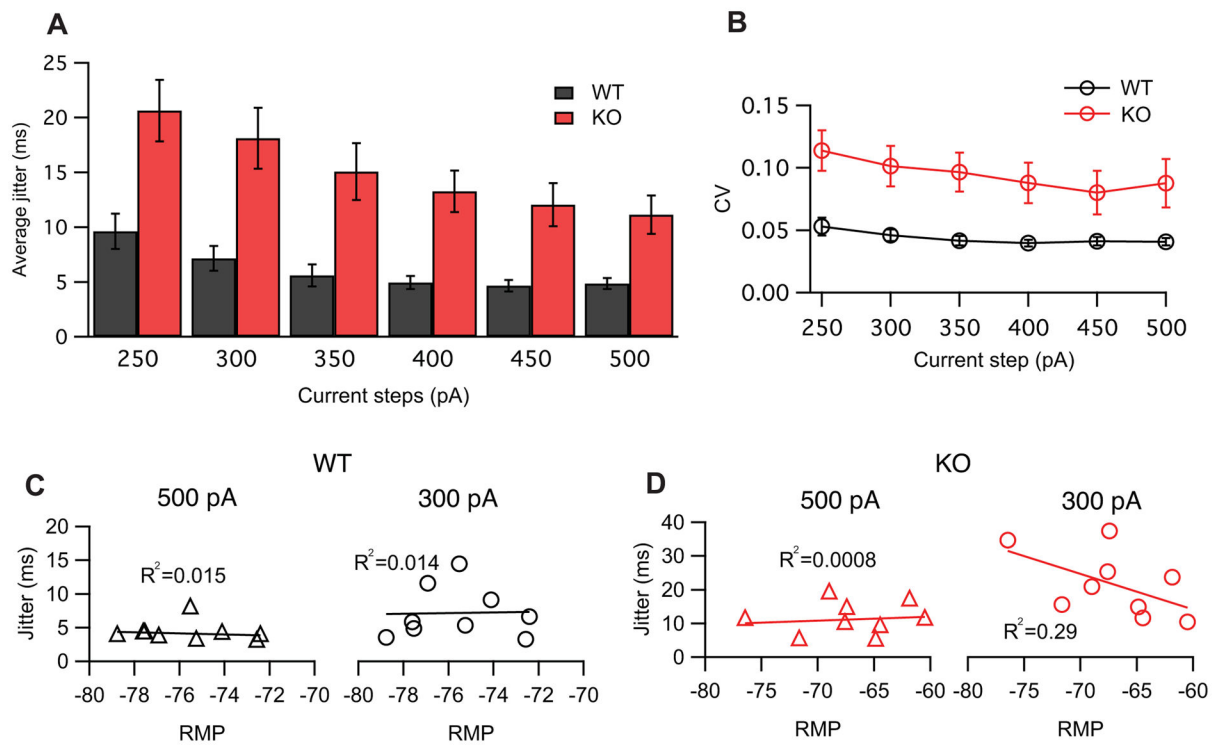 A
25
20
15
10
5
0
Average jitter (ms)
WT
KO
250 300 350 400 450 500
Current steps (pA)
B
0.15
0.10
0.05
0.00
CV
WT
KO
250 300 350 400 450 500
Current step (pA)
WT
C
500 pA
300 pA
20
15
10
5
0
Jitter (ms)
R²=0.015
R²=0.014
-80 -78 -76 -74 -72 -70
-80 -78 -76 -74 -72 -70
RMP
RMP
KO
D
500 pA
300 pA
40
30
20
10
0
Jitter (ms)
R²=0.0008
R²=0.29
-80 -75 -70 -65 -60
-80 -75 -70 -65 -60
RMP
RMP